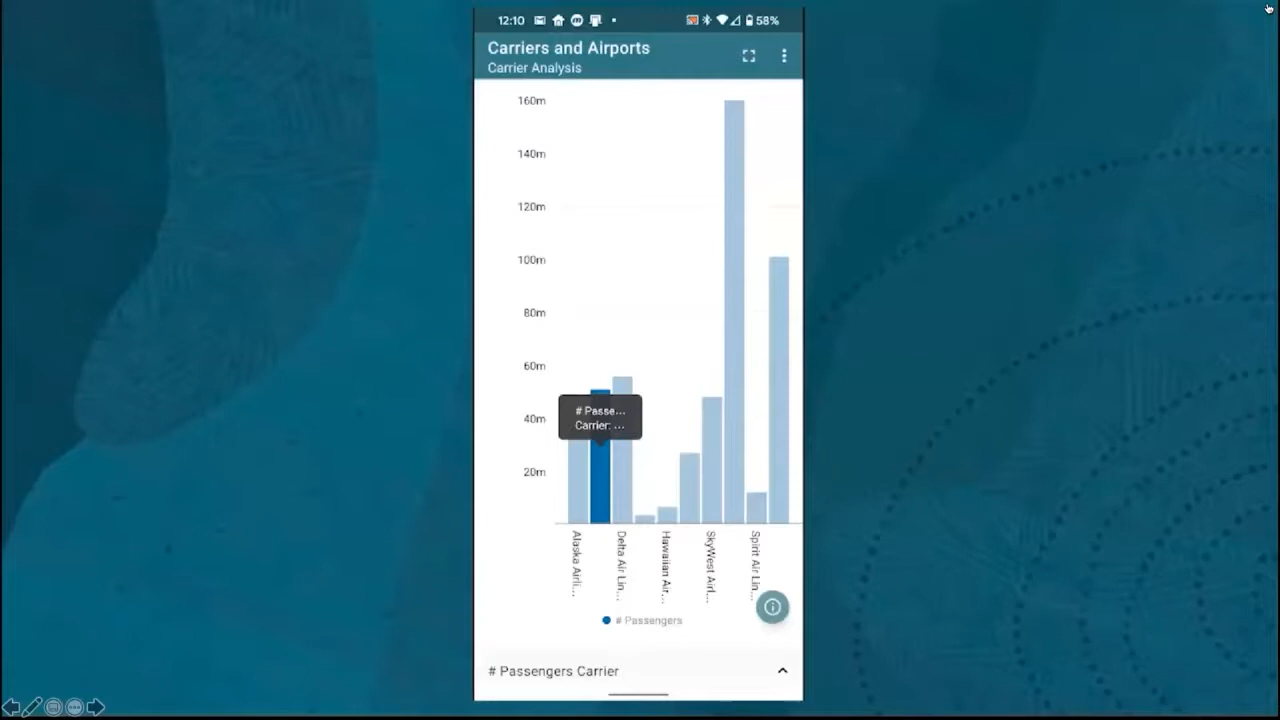 12:10
58%
Carriers and Airports
Carrier Analysis
160m
140m
120m
100m
80m
60m
40m
20m
# Passe...
Carrier: ...
Alaska Airli...
Delta Air Lin...
Hawaiian Air...
SkyWest Airl...
Spirit Air Lin...
# Passengers
# Passengers Carrier